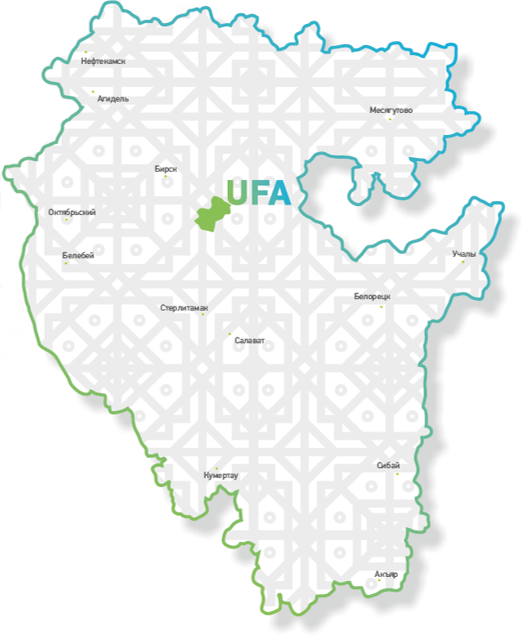 Нефтекамск
Агидель
Месягутово
Бирск
UFA
Октябрьский
Белебей
Учалы
Белорецк
Стерлитамак
Салават
Сибай
Кумертау
Акъяр